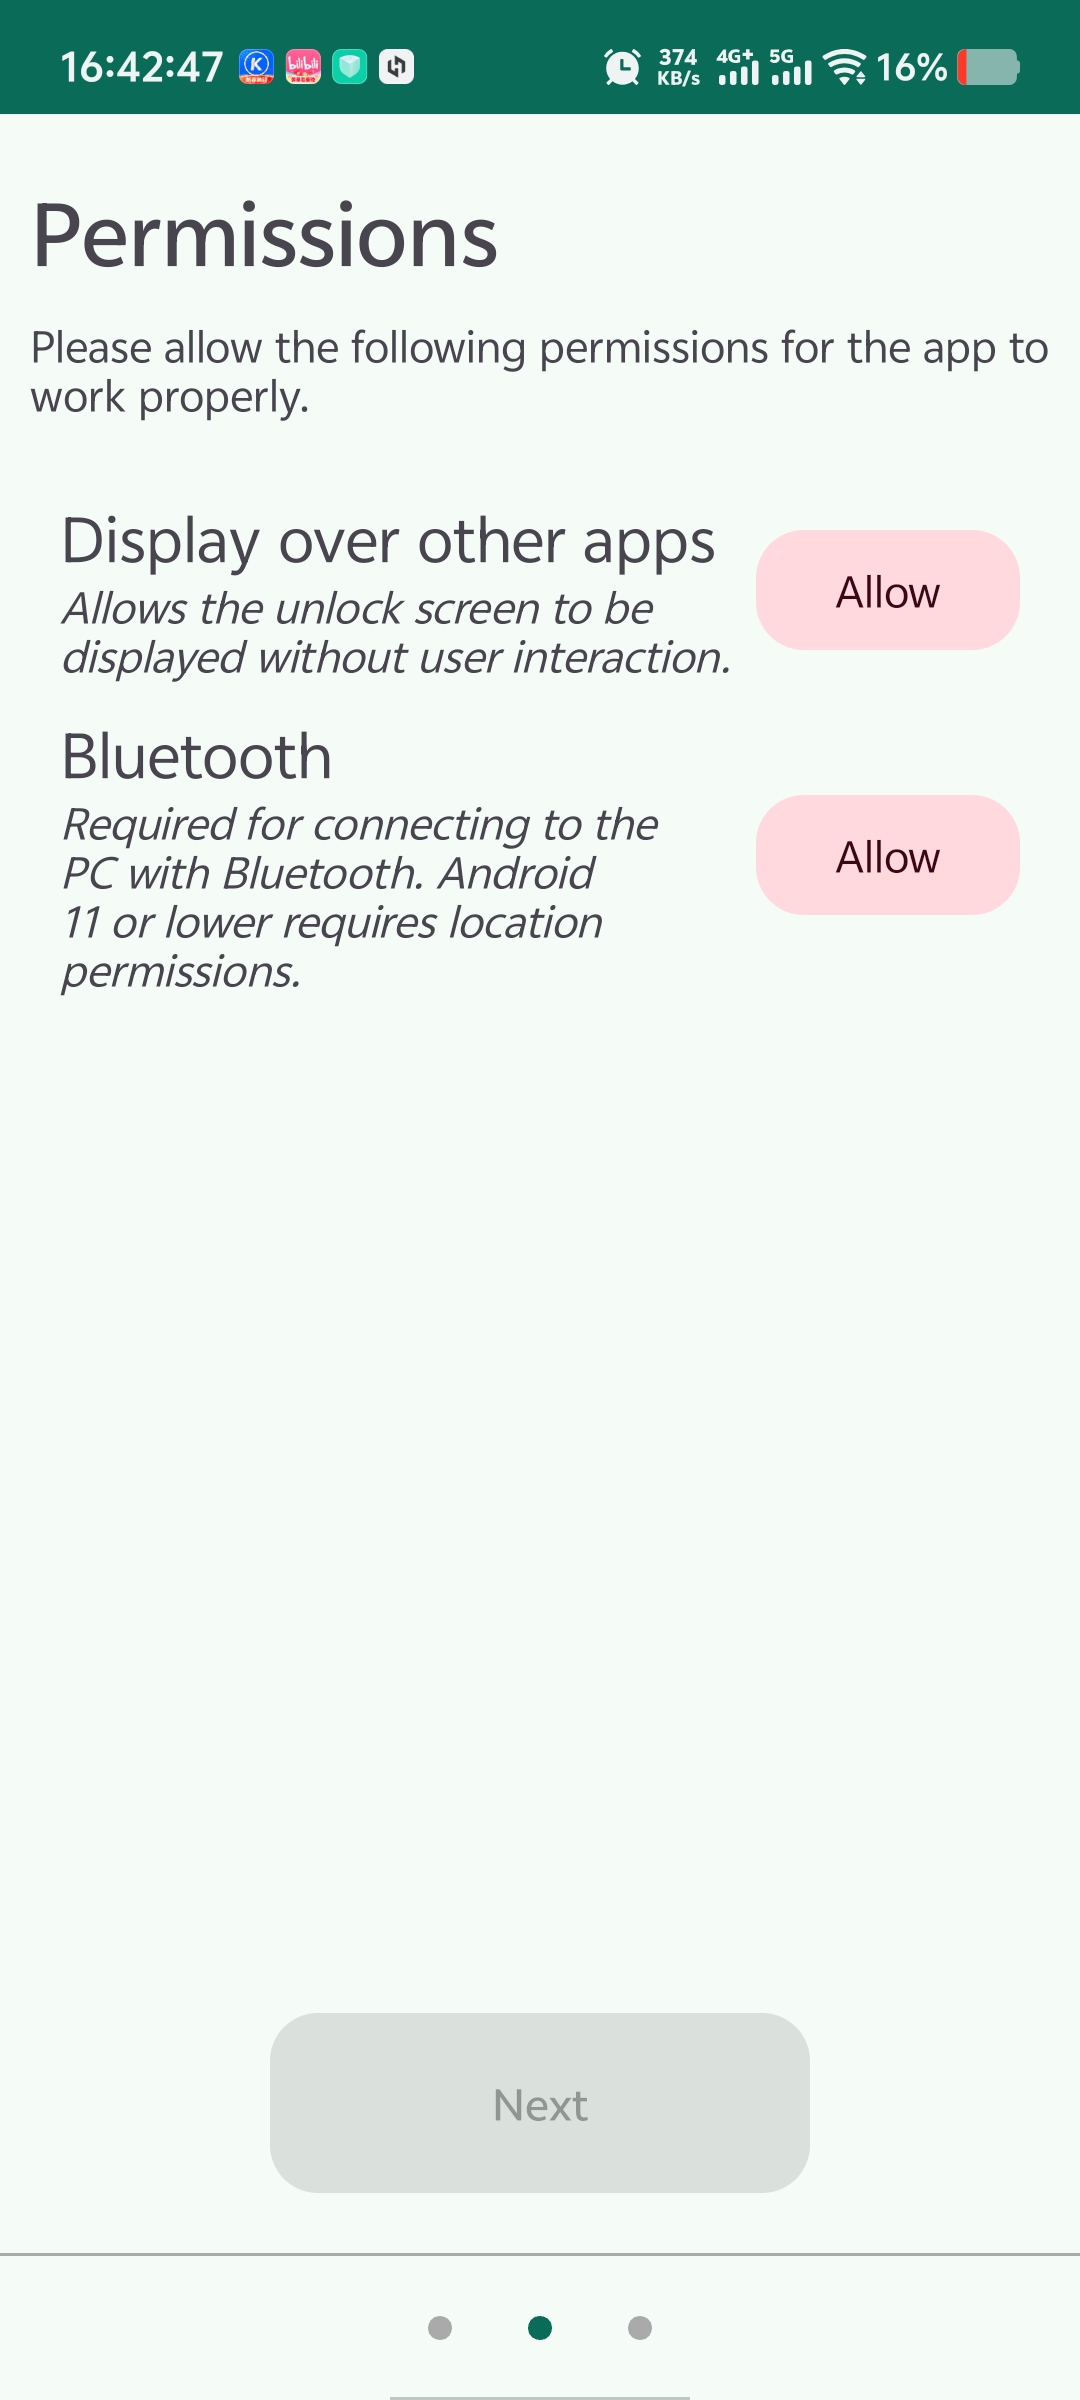 16:42:47
374 KB/s 4G+ 5G 16%
Permissions
Please allow the following permissions for the app to
work properly.
Display over other apps
Allows the unlock screen to be
displayed without user interaction.
Allow
Bluetooth
Required for connecting to the
PC with Bluetooth. Android
11 or lower requires location
permissions.
Allow
Next